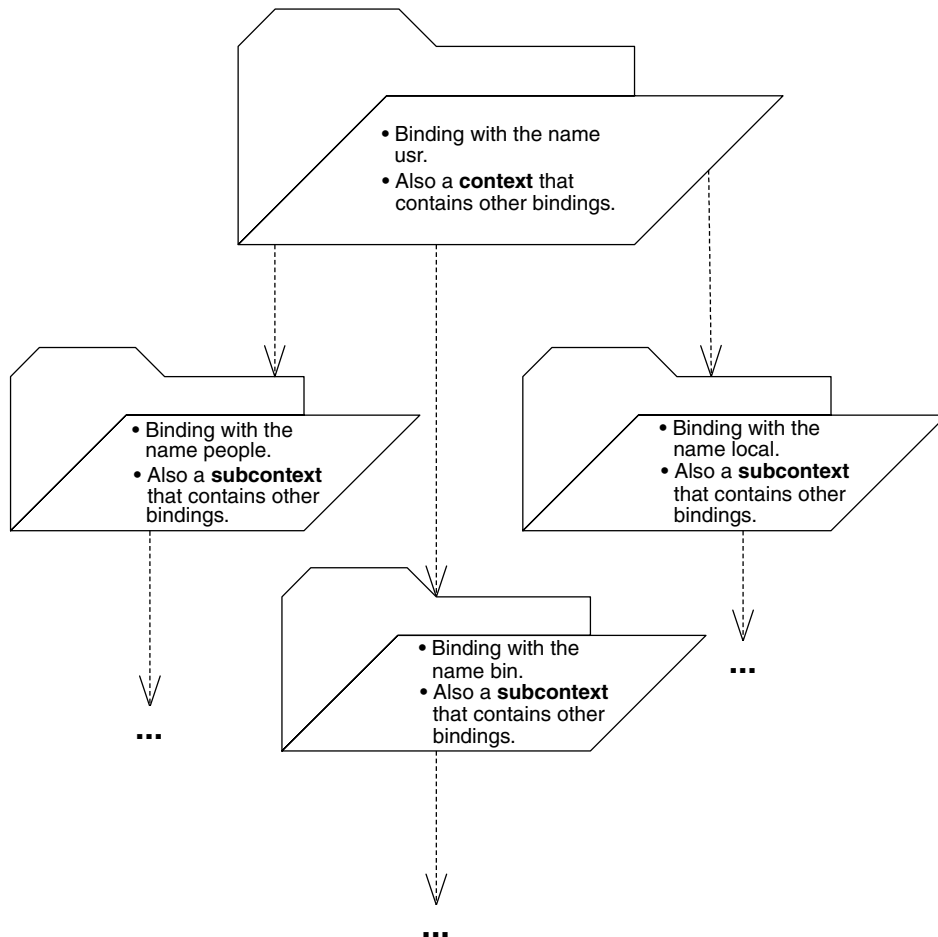 • Binding with the name
usr.
• Also a context that
contains other bindings.
• Binding with the
name people.
• Also a subcontext
that contains other
bindings.
...
• Binding with the
name bin.
• Also a subcontext
that contains other
bindings.
...
• Binding with the
name local.
• Also a subcontext
that contains other
bindings.
...